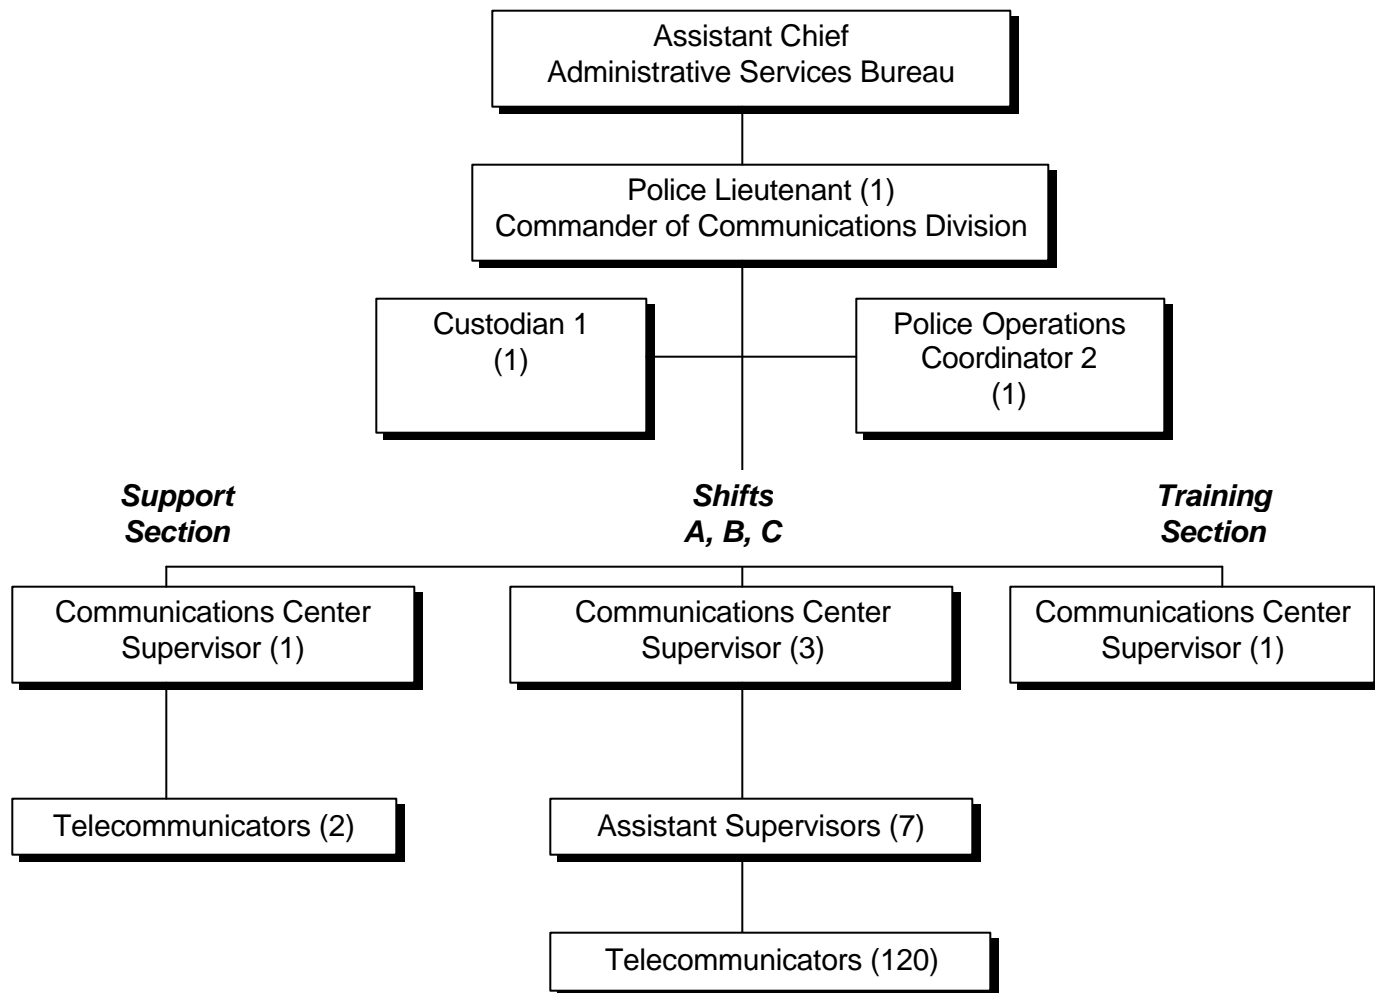 Assistant Chief
Administrative Services Bureau
Police Lieutenant (1)
Commander of Communications Division
Custodian 1
(1)
Police Operations
Coordinator 2
(1)
Support
Section
Shifts
A, B, C
Training
Section
Communications Center
Supervisor (1)
Communications Center
Supervisor (3)
Communications Center
Supervisor (1)
Telecommunicators (2)
Assistant Supervisors (7)
Telecommunicators (120)